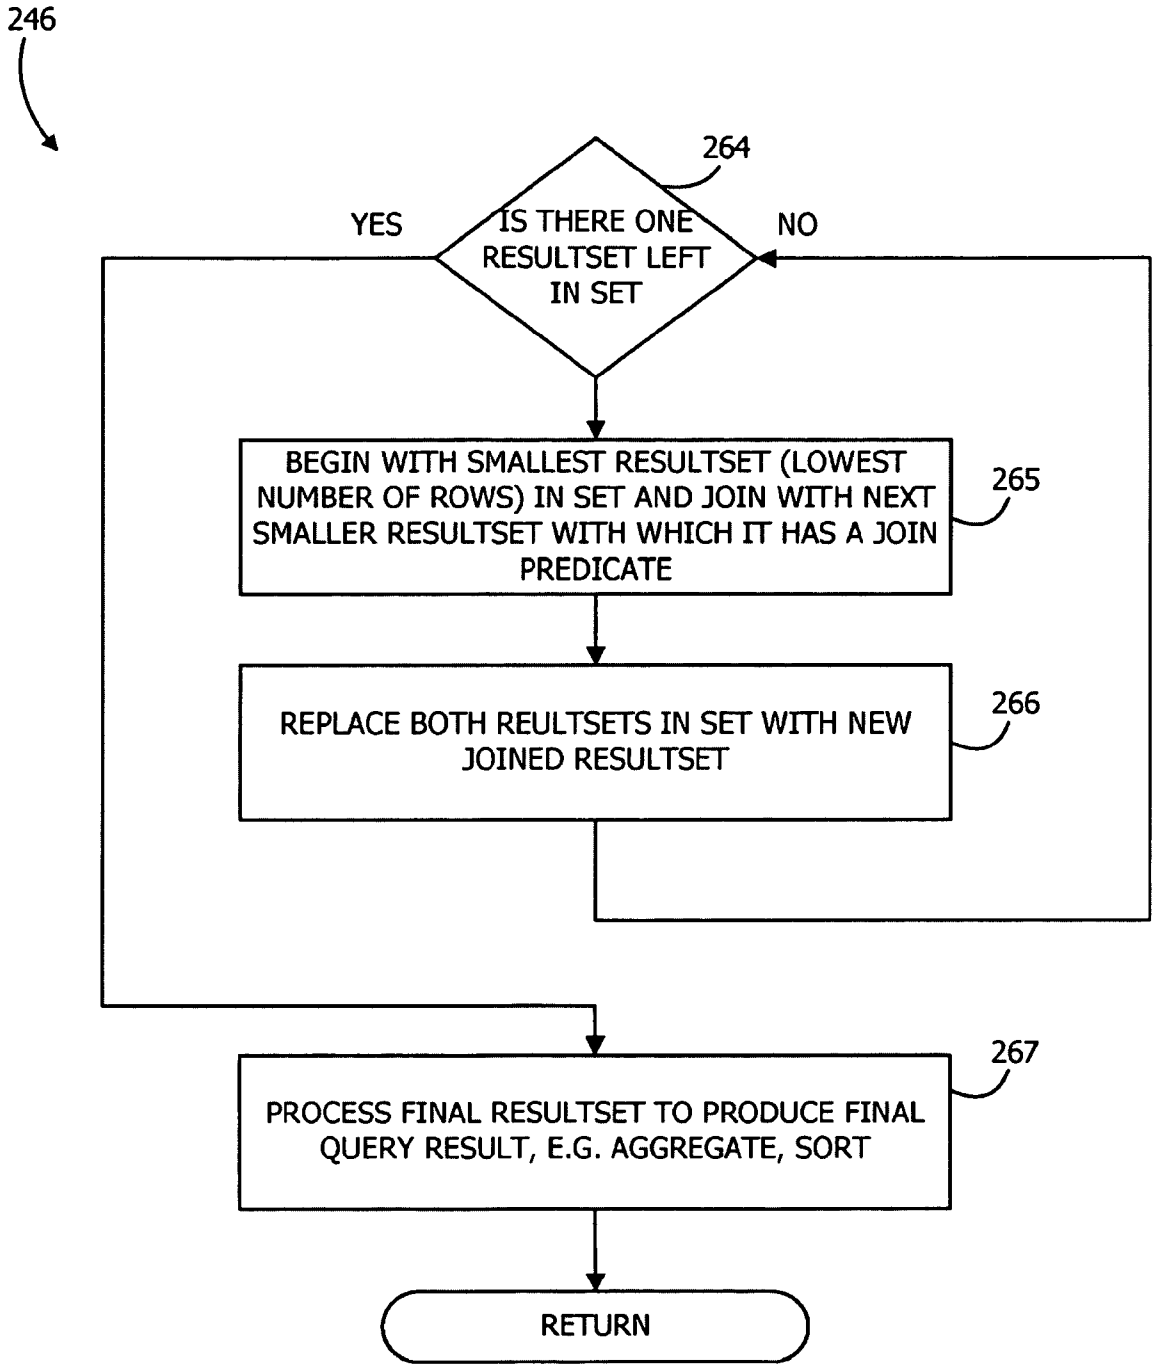 246
264
YES
NO
IS THERE ONE
RESULTSET LEFT
IN SET
BEGIN WITH SMALLEST RESULTSET (LOWEST
NUMBER OF ROWS) IN SET AND JOIN WITH NEXT
SMALLER RESULTSET WITH WHICH IT HAS A JOIN
PREDICATE
265
REPLACE BOTH REULTSETS IN SET WITH NEW
JOINED RESULTSET
266
267
PROCESS FINAL RESULTSET TO PRODUCE FINAL
QUERY RESULT, E.G. AGGREGATE, SORT
RETURN